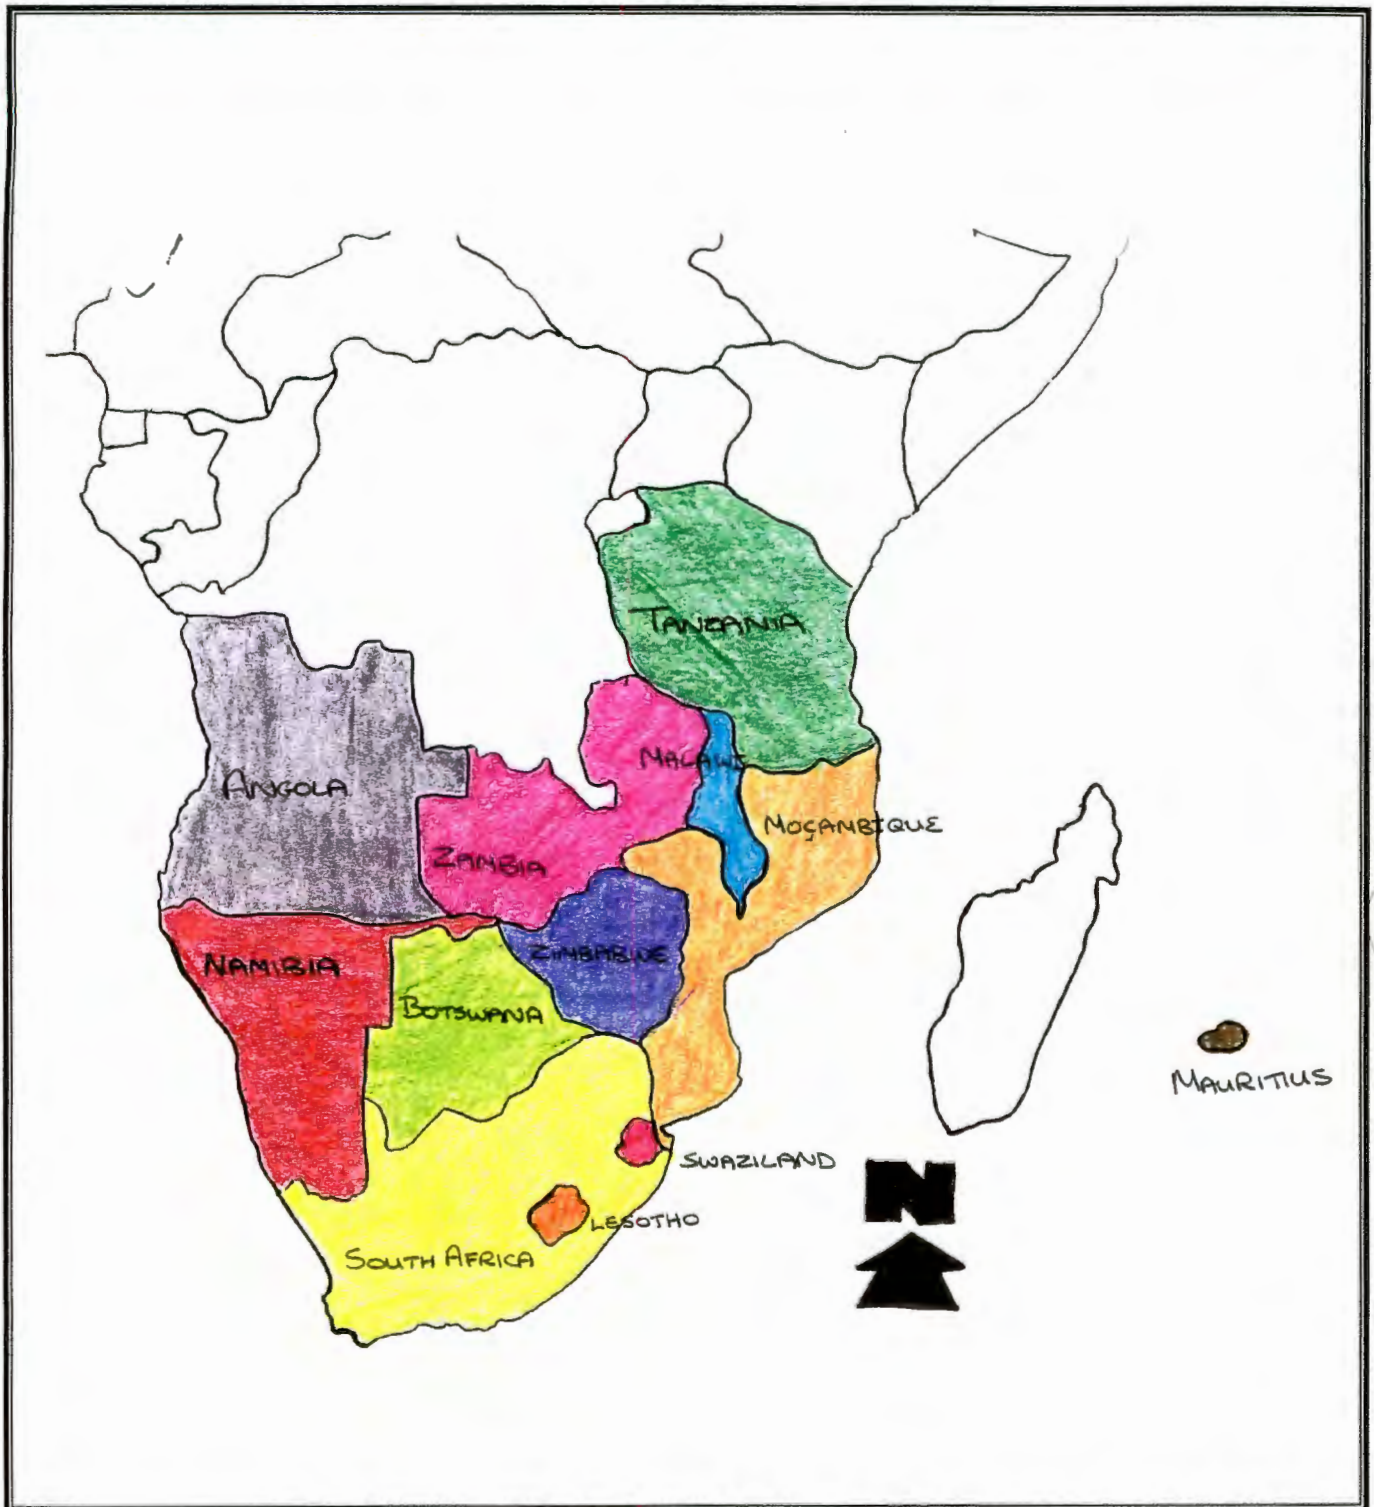 TANZANIA
MALAWI
ANGOLA
MOÇAMBIQUE
ZAMBIA
ZIMBABWE
NAMIBIA
BOTSWANA
MAURITIUS
SWAZILAND
LESOTHO
SOUTH AFRICA
N